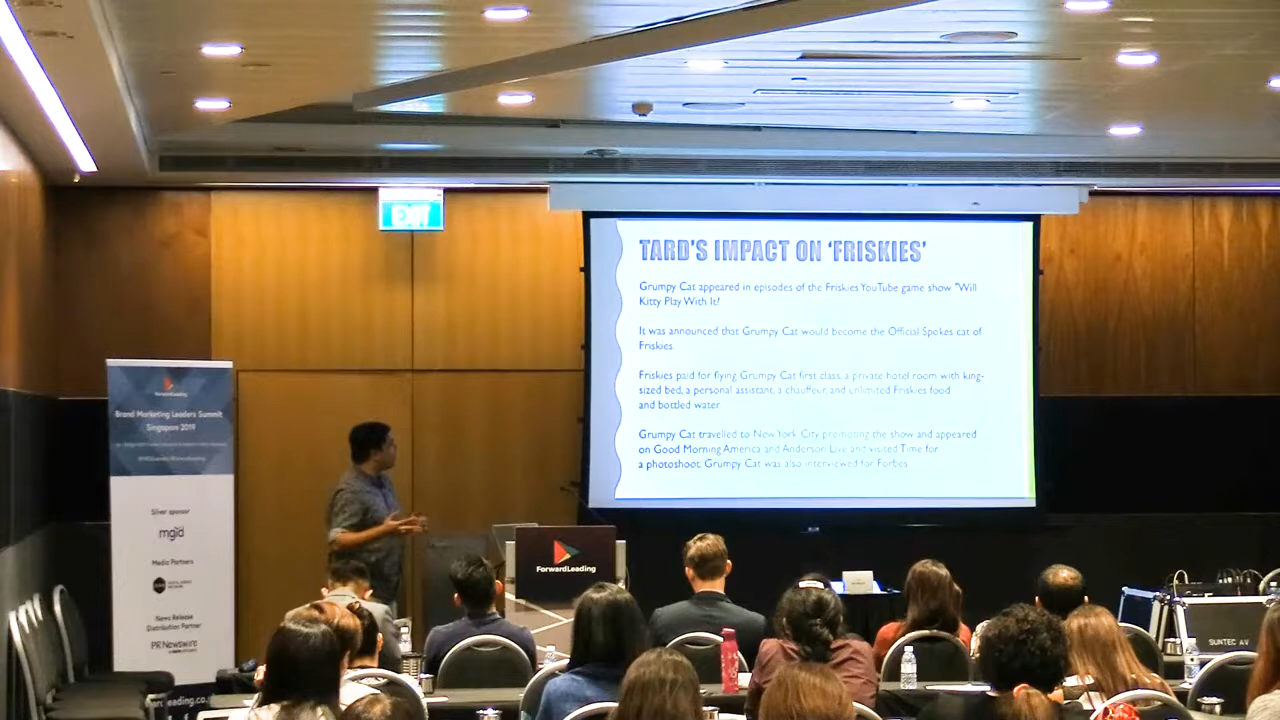 EXIT
TARD'S IMPACT ON 'FRISKIES'
Grumpy Cat appeared in episodes of the Friskies YouTube game show "Will
Kitty Play With It?
It was announced that Grumpy Cat would become the Official Spokes cat of
Friskies.
Friskies paid for flying Grumpy Cat first class, a private hotel room with king-
sized bed, a personal assistant, a chauffeur, and unlimited Friskies food
and bottled water
Grumpy Cat travelled to New York City promoting the show and appeared
on Good Morning America and Anderson Live and visited Time for
a photoshoot. Grumpy Cat was also interviewed for Forbes
ForwardLeading
Brand Marketing Leaders Summit
Singapore 2019
Silver sponsor
mgid
Media Partners
News Release
Distribution Partner
PR Newswire
ForwardLeading
SUNTEC AV